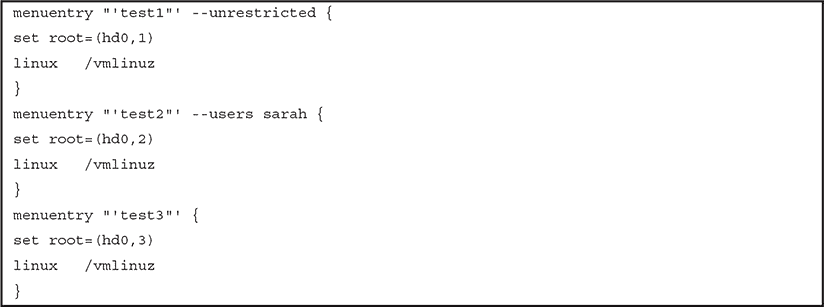 menuentry "'test1"' --unrestricted {
set root=(hd0,1)
linux   /vmlinuz
}
menuentry "'test2"' --users sarah {
set root=(hd0,2)
linux   /vmlinuz
}
menuentry "'test3"' {
set root=(hd0,3)
linux   /vmlinuz
}